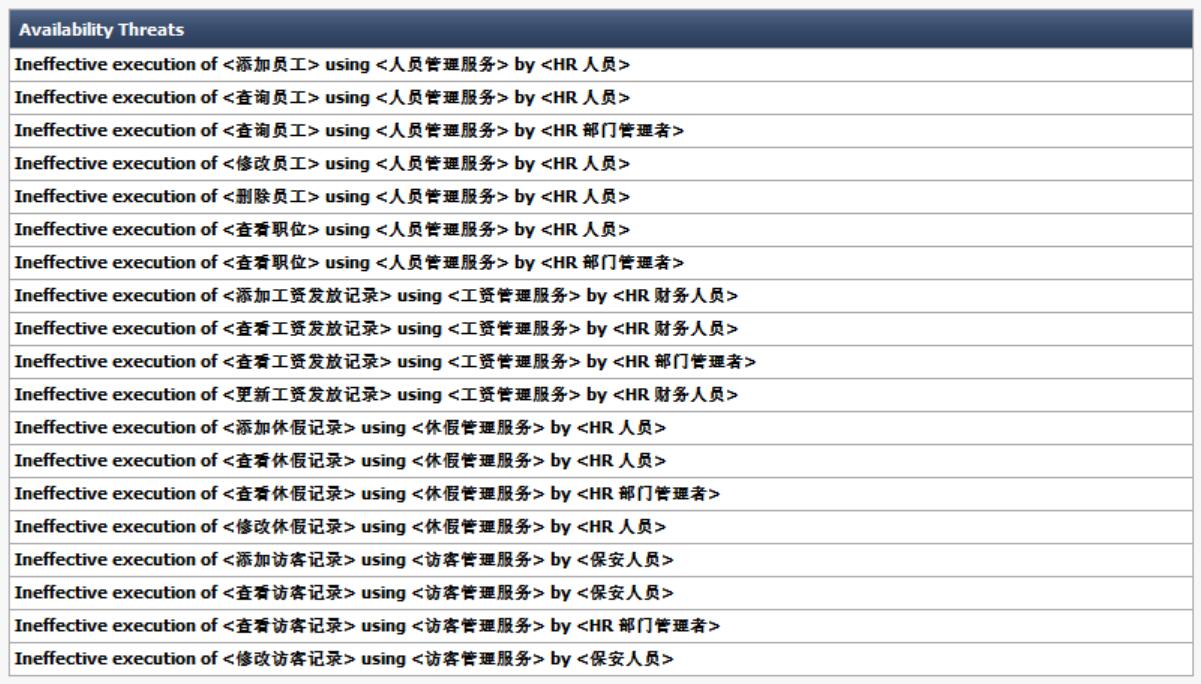 Availability Threats
Ineffective execution of <添加员工> using <人员管理服务> by <HR 人员>
Ineffective execution of <查询员工> using <人员管理服务> by <HR 人员>
Ineffective execution of <查询员工> using <人员管理服务> by <HR 部门管理者>
Ineffective execution of <修改员工> using <人员管理服务> by <HR 人员>
Ineffective execution of <删除员工> using <人员管理服务> by <HR 人员>
Ineffective execution of <查看职位> using <人员管理服务> by <HR 人员>
Ineffective execution of <查看职位> using <人员管理服务> by <HR 部门管理者>
Ineffective execution of <添加工资发放记录> using <工资管理服务> by <HR 财务人员>
Ineffective execution of <查看工资发放记录> using <工资管理服务> by <HR 财务人员>
Ineffective execution of <查看工资发放记录> using <工资管理服务> by <HR 部门管理者>
Ineffective execution of <更新工资发放记录> using <工资管理服务> by <HR 财务人员>
Ineffective execution of <添加休假记录> using <休假管理服务> by <HR 人员>
Ineffective execution of <查看休假记录> using <休假管理服务> by <HR 人员>
Ineffective execution of <查看休假记录> using <休假管理服务> by <HR 部门管理者>
Ineffective execution of <修改休假记录> using <休假管理服务> by <HR 人员>
Ineffective execution of <添加访客记录> using <访客管理服务> by <保安人员>
Ineffective execution of <查看访客记录> using <访客管理服务> by <保安人员>
Ineffective execution of <查看访客记录> using <访客管理服务> by <HR 部门管理者>
Ineffective execution of <修改访客记录> using <访客管理服务> by <保安人员>